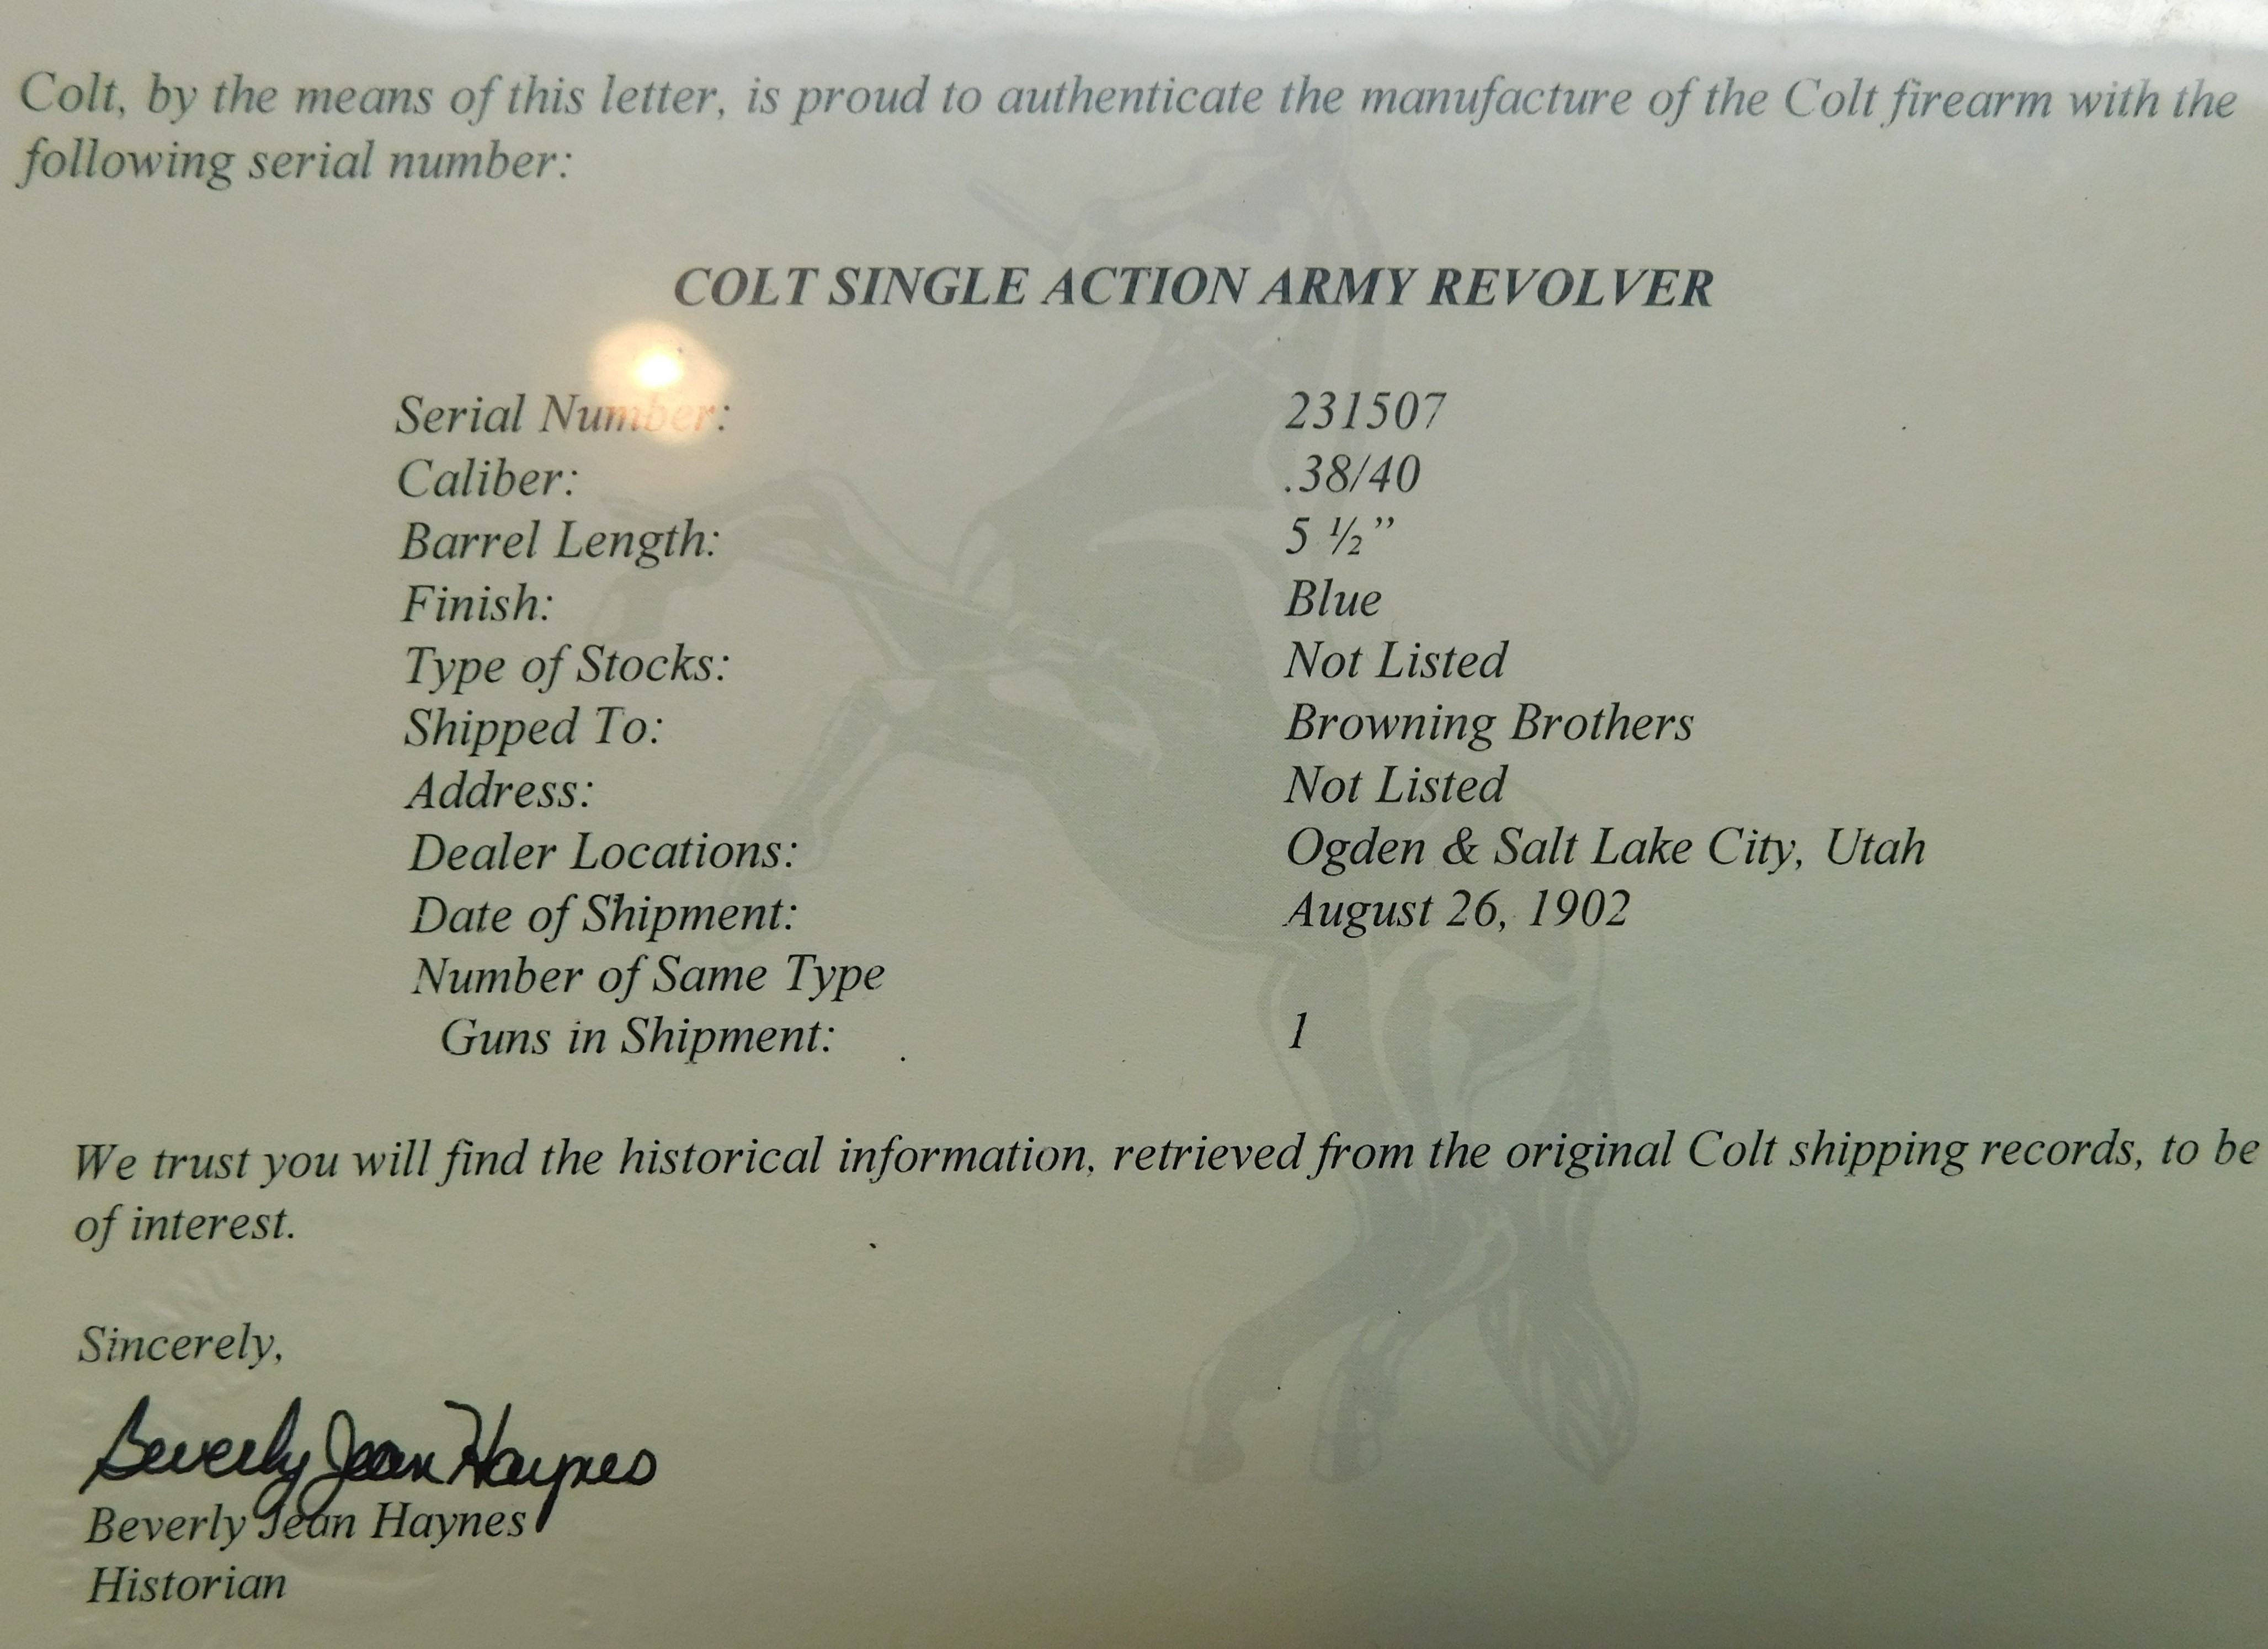 Colt, by the means of this letter, is proud to authenticate the manufacture of the Colt firearm with the
following serial number:
COLT SINGLE ACTION ARMY REVOLVER
Serial Number: 231507
Caliber: .38/40
Barrel Length: 5 ½”
Finish: Blue
Type of Stocks: Not Listed
Shipped To: Browning Brothers
Address: Not Listed
Dealer Locations: Ogden & Salt Lake City, Utah
Date of Shipment: August 26, 1902
Number of Same Type
Guns in Shipment: 1
We trust you will find the historical information, retrieved from the original Colt shipping records, to be
of interest.
Sincerely,
Beverly Jean Haynes
Beverly Jean Haynes
Historian